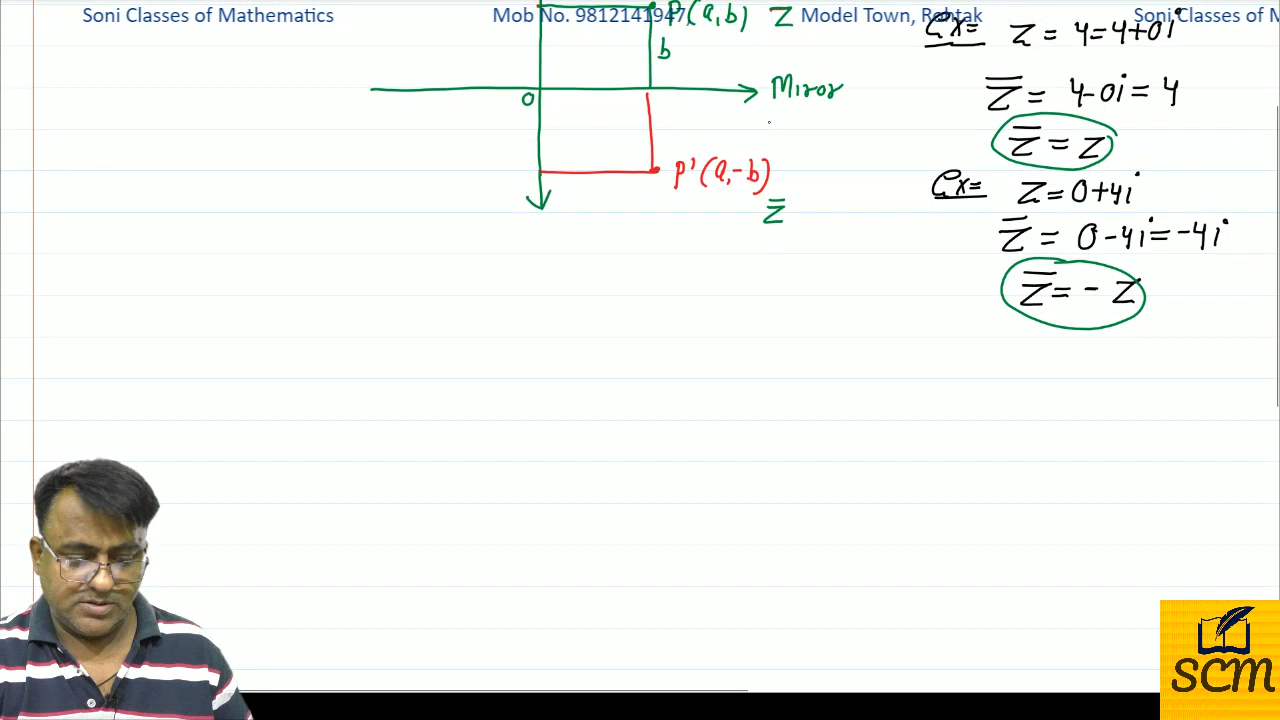 Soni Classes of Mathematics Mob No. 9812141947 Model Town, Rohtak Soni Classes of M
P(a,b) Z
b
0
Miror
P'(a,-b)
Z̅
Ex= Z = 4=4+0i
Z̅ = 4-0i = 4
Z̅ = Z
Ex= Z=0+4i
Z̅ = 0-4i=-4i
Z̅ = - Z
SCM